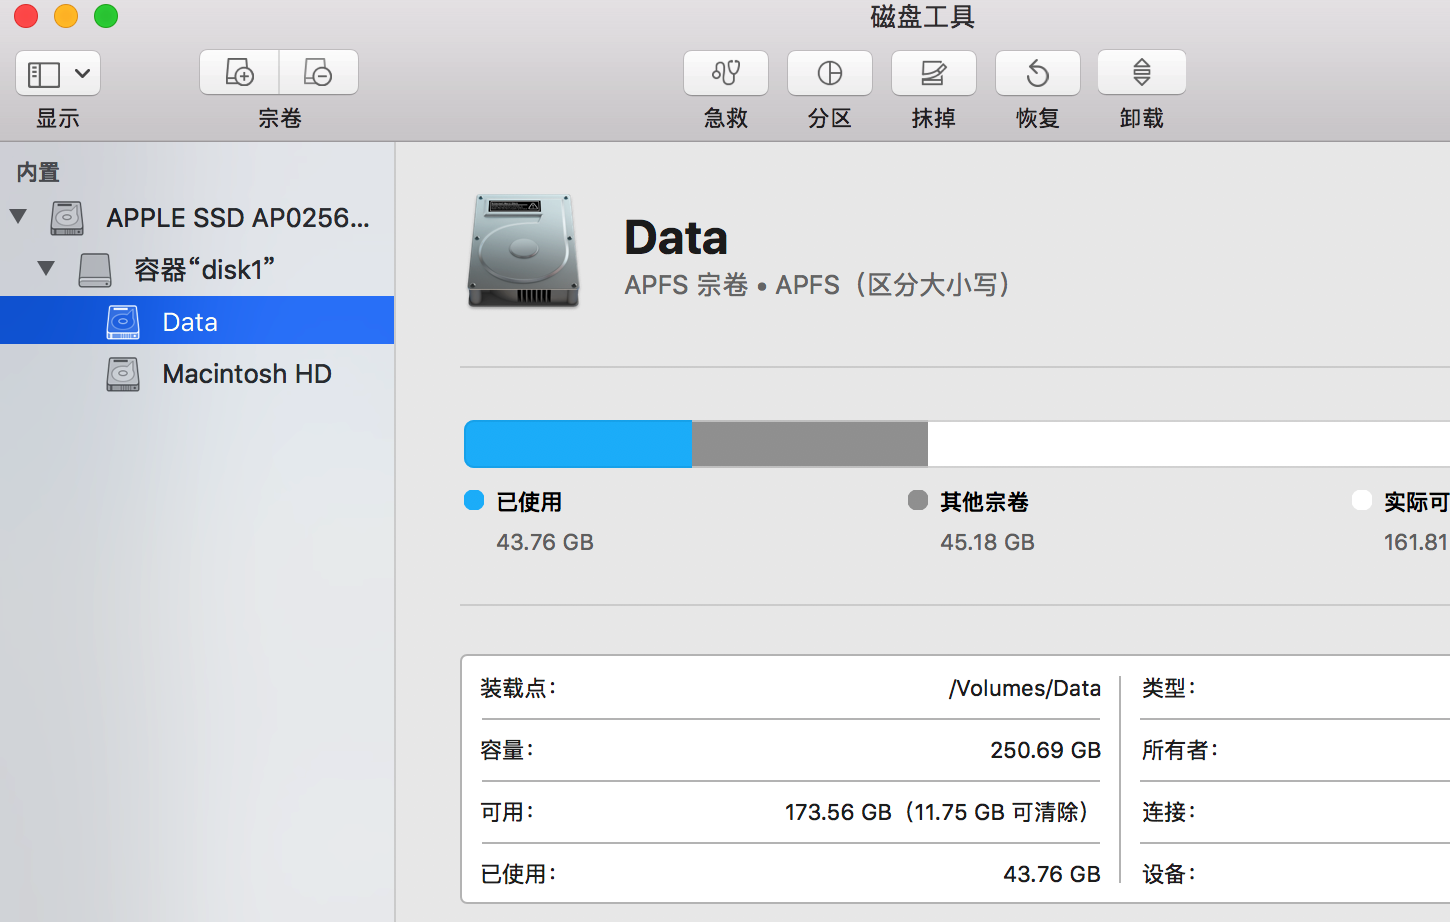 磁盘工具
显示
宗卷
急救
分区
抹掉
恢复
卸载
内置
APPLE SSD AP0256...
容器“disk1”
Data
Macintosh HD
Data
APFS 宗卷 • APFS（区分大小写）
已使用
43.76 GB
其他宗卷
45.18 GB
实际可
161.81
装载点：
/Volumes/Data
类型：
容量：
250.69 GB
所有者：
可用：
173.56 GB（11.75 GB 可清除）
连接：
已使用：
43.76 GB
设备：